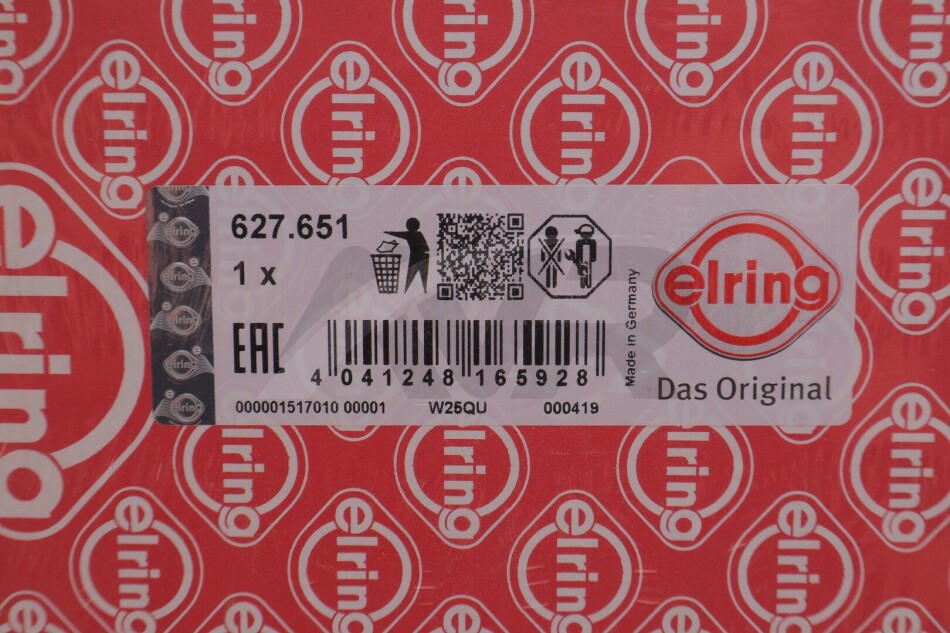 627.651
1 x
EAC
4 041248 165928
000001517010 00001 W25QU 000419
Made in Germany
elring
Das Original